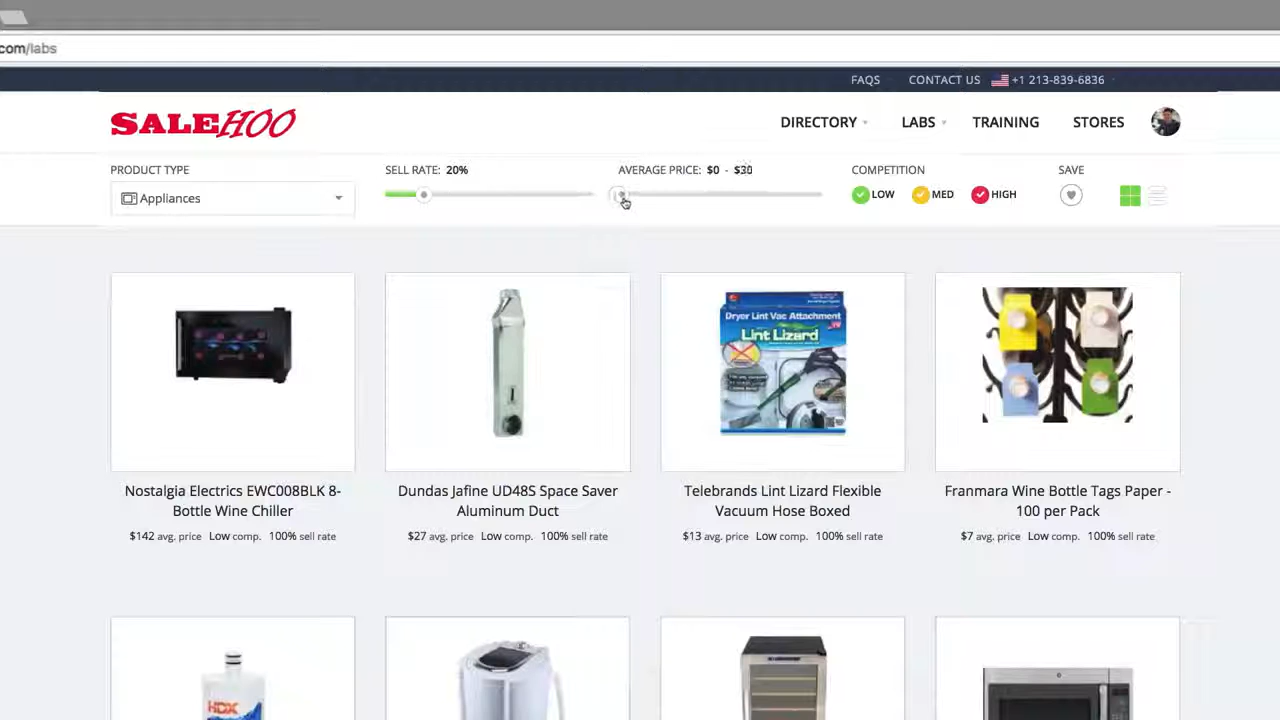 com/labs
FAQS CONTACT US +1 213-839-6836
SALEHOO
DIRECTORY LABS TRAINING STORES
PRODUCT TYPE SELL RATE: 20% AVERAGE PRICE: $0 - $30 COMPETITION SAVE
Appliances LOW MED HIGH
Dryer Lint Vac Attachment
Lint Lizard
Nostalgia Electrics EWC008BLK 8-
Bottle Wine Chiller
$142 avg. price Low comp. 100% sell rate
Dundas Jafine UD48S Space Saver
Aluminum Duct
$27 avg. price Low comp. 100% sell rate
Telebrands Lint Lizard Flexible
Vacuum Hose Boxed
$13 avg. price Low comp. 100% sell rate
Franmara Wine Bottle Tags Paper -
100 per Pack
$7 avg. price Low comp. 100% sell rate
HDX